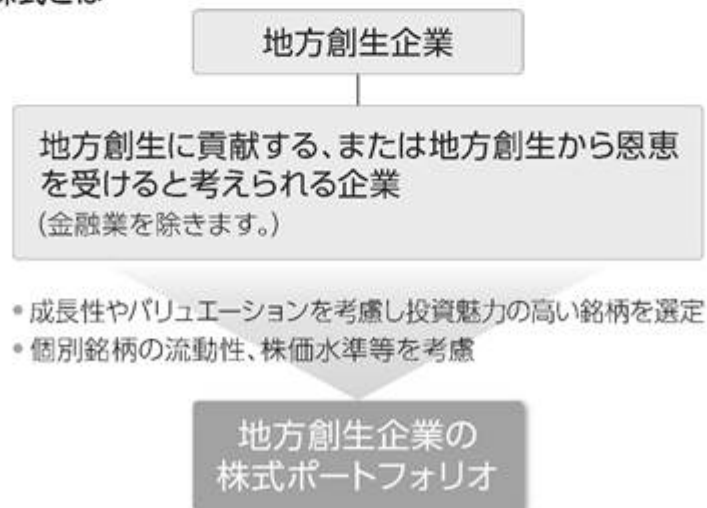 地方創生企業
地方創生に貢献する、または地方創生から恩恵
を受けると考えられる企業
(金融業を除きます。)
• 成長性やバリュエーションを考慮し投資魅力の高い銘柄を選定
• 個別銘柄の流動性、株価水準等を考慮
地方創生企業の
株式ポートフォリオ